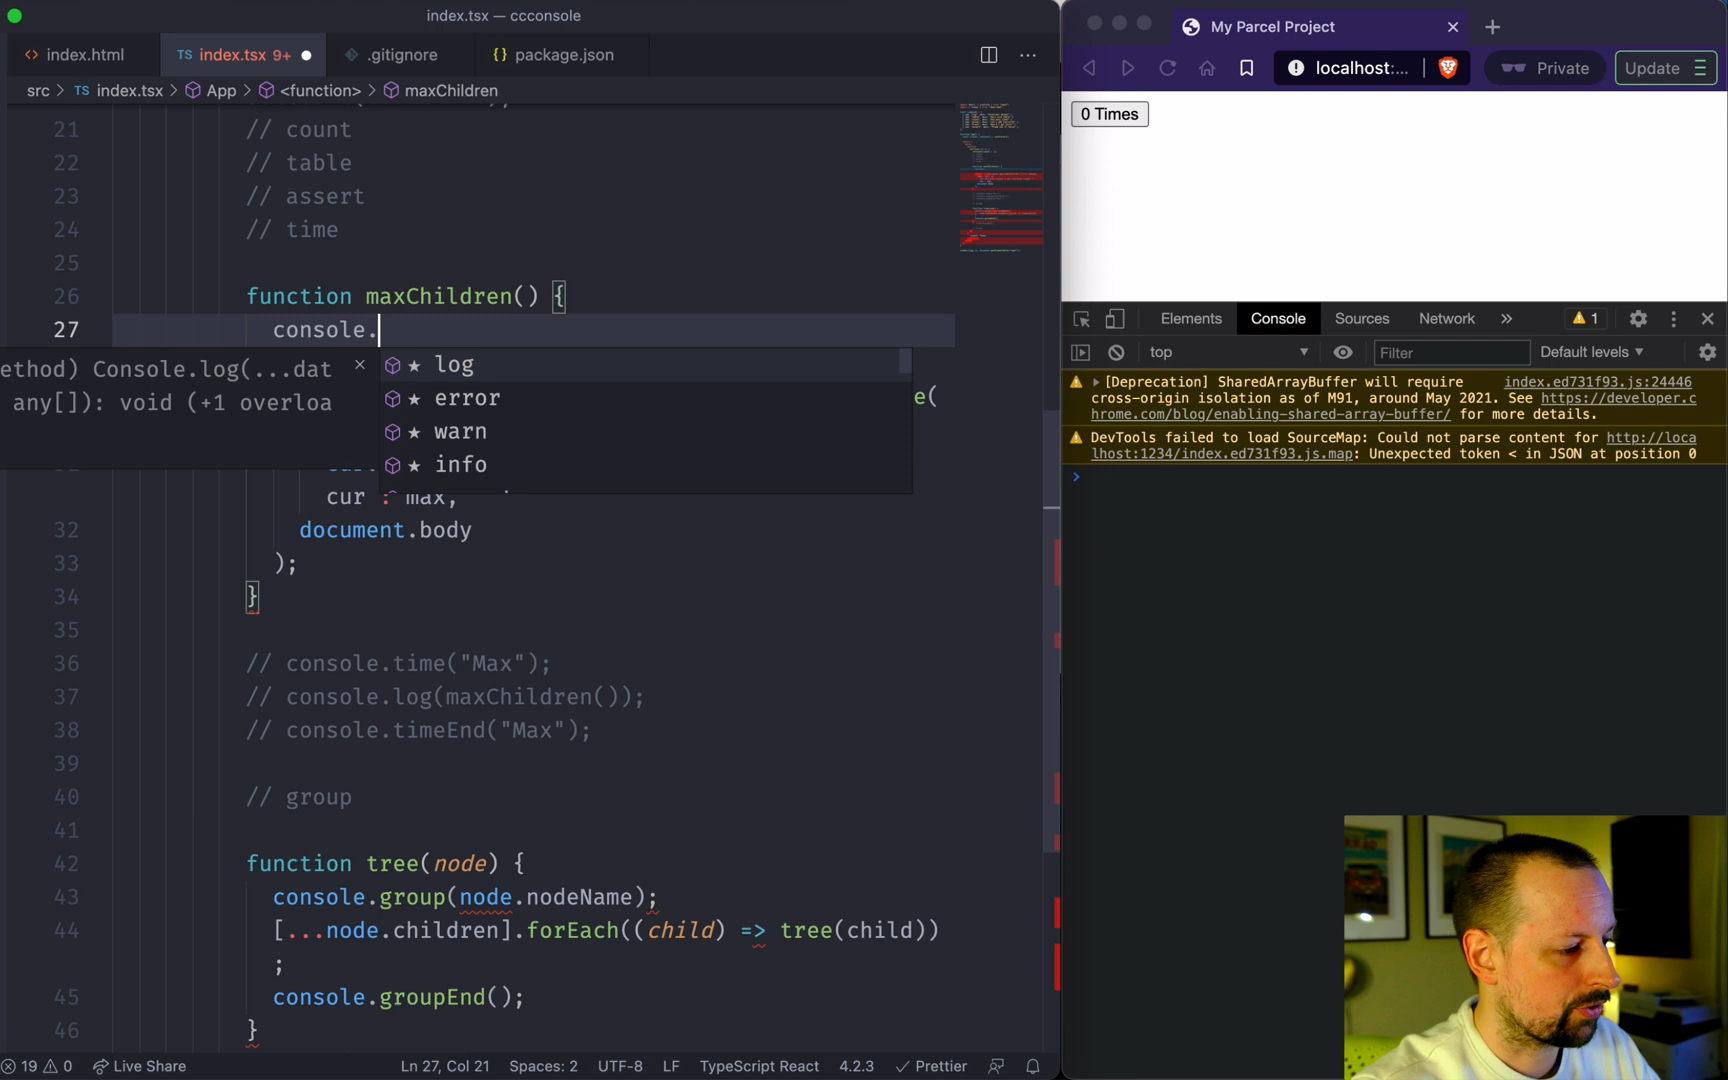 index.tsx — ccconsole
index.html
TS index.tsx 9+
.gitignore
{} package.json
src > TS index.tsx > App > <function> > maxChildren
21 // count
22 // table
23 // assert
24 // time
25
26 function maxChildren() {
27 console.
ethod) Console.log(...dat
any[]): void (+1 overloa
★ log
★ error
★ warn
★ info
e(
cur : max,
32 document.body
33 );
34 }
35
36 // console.time("Max");
37 // console.log(maxChildren());
38 // console.timeEnd("Max");
39
40 // group
41
42 function tree(node) {
43 console.group(node.nodeName);
44 [...node.children].forEach((child) => tree(child))
;
45 console.groupEnd();
46 }
19 0 Live Share Ln 27, Col 21 Spaces: 2 UTF-8 LF TypeScript React 4.2.3 Prettier
My Parcel Project
localhost:...
Private
Update
0 Times
Elements Console Sources Network » 1
top Filter Default levels
[Deprecation] SharedArrayBuffer will require index.ed731f93.js:24446
cross-origin isolation as of M91, around May 2021. See https://developer.c
hrome.com/blog/enabling-shared-array-buffer/ for more details.
DevTools failed to load SourceMap: Could not parse content for http://loca
lhost:1234/index.ed731f93.js.map: Unexpected token < in JSON at position 0